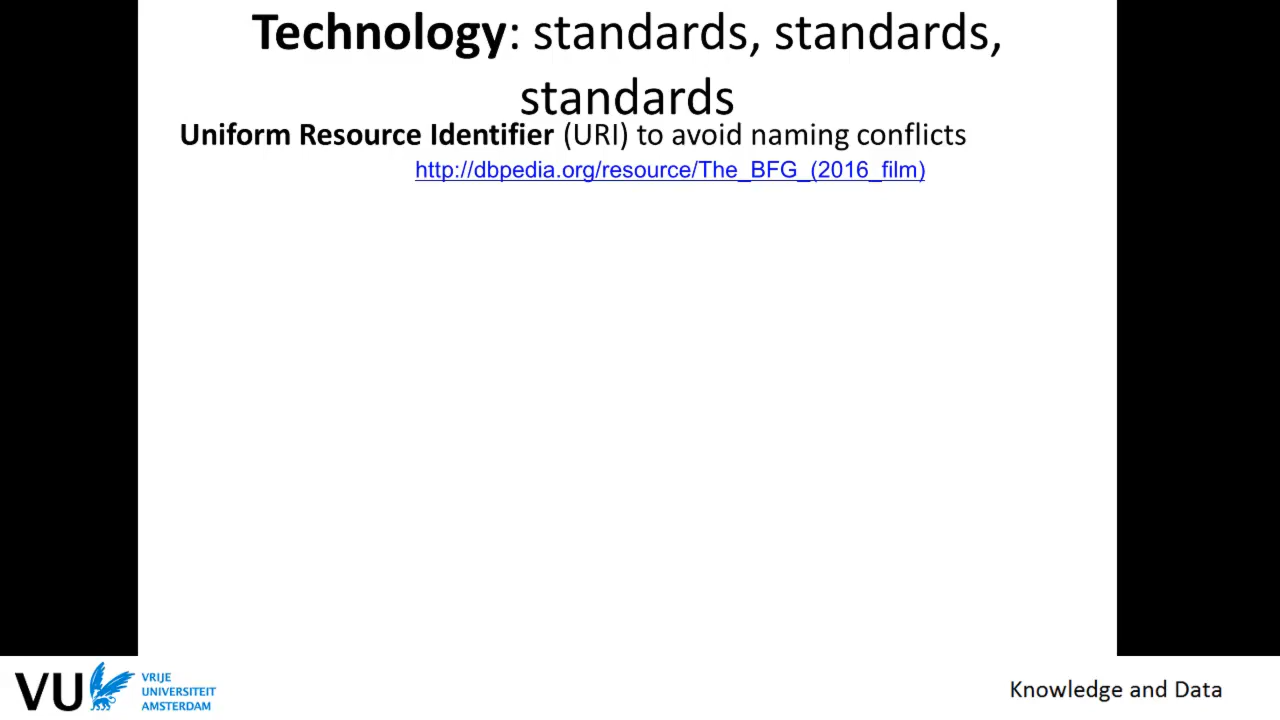 Technology: standards, standards,
standards
Uniform Resource Identifier (URI) to avoid naming conflicts
http://dbpedia.org/resource/The_BFG_(2016_film)
VU VRIJE
UNIVERSITEIT
AMSTERDAM
Knowledge and Data